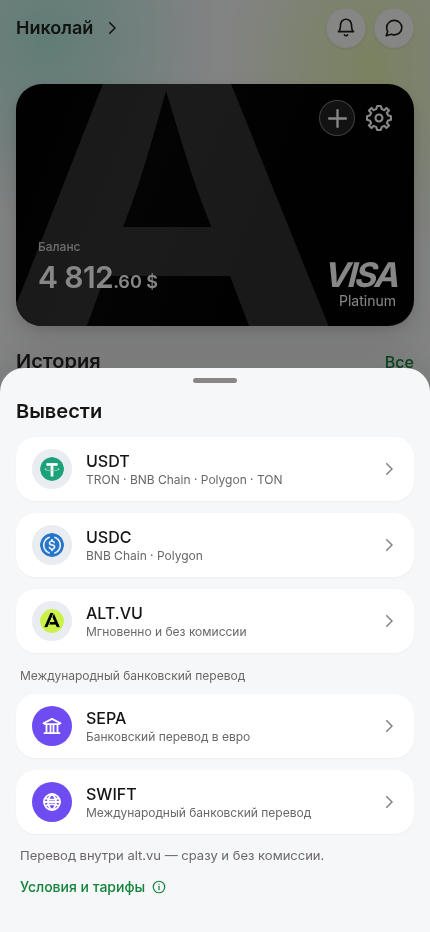 Николай
Баланс
4 812.60 $
VISA
Platinum
История
Все
Вывести
USDT
TRON · BNB Chain · Polygon · TON
USDC
BNB Chain · Polygon
ALT.VU
Мгновенно и без комиссии
Международный банковский перевод
SEPA
Банковский перевод в евро
SWIFT
Международный банковский перевод
Перевод внутри alt.vu — сразу и без комиссии.
Условия и тарифы